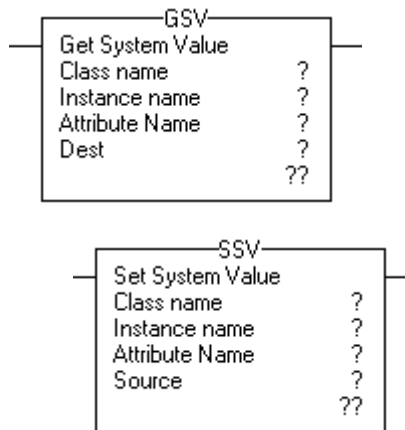 GSV
Get System Value
Class name ?
Instance name ?
Attribute Name ?
Dest ?
??
SSV
Set System Value
Class name ?
Instance name ?
Attribute Name ?
Source ?
??